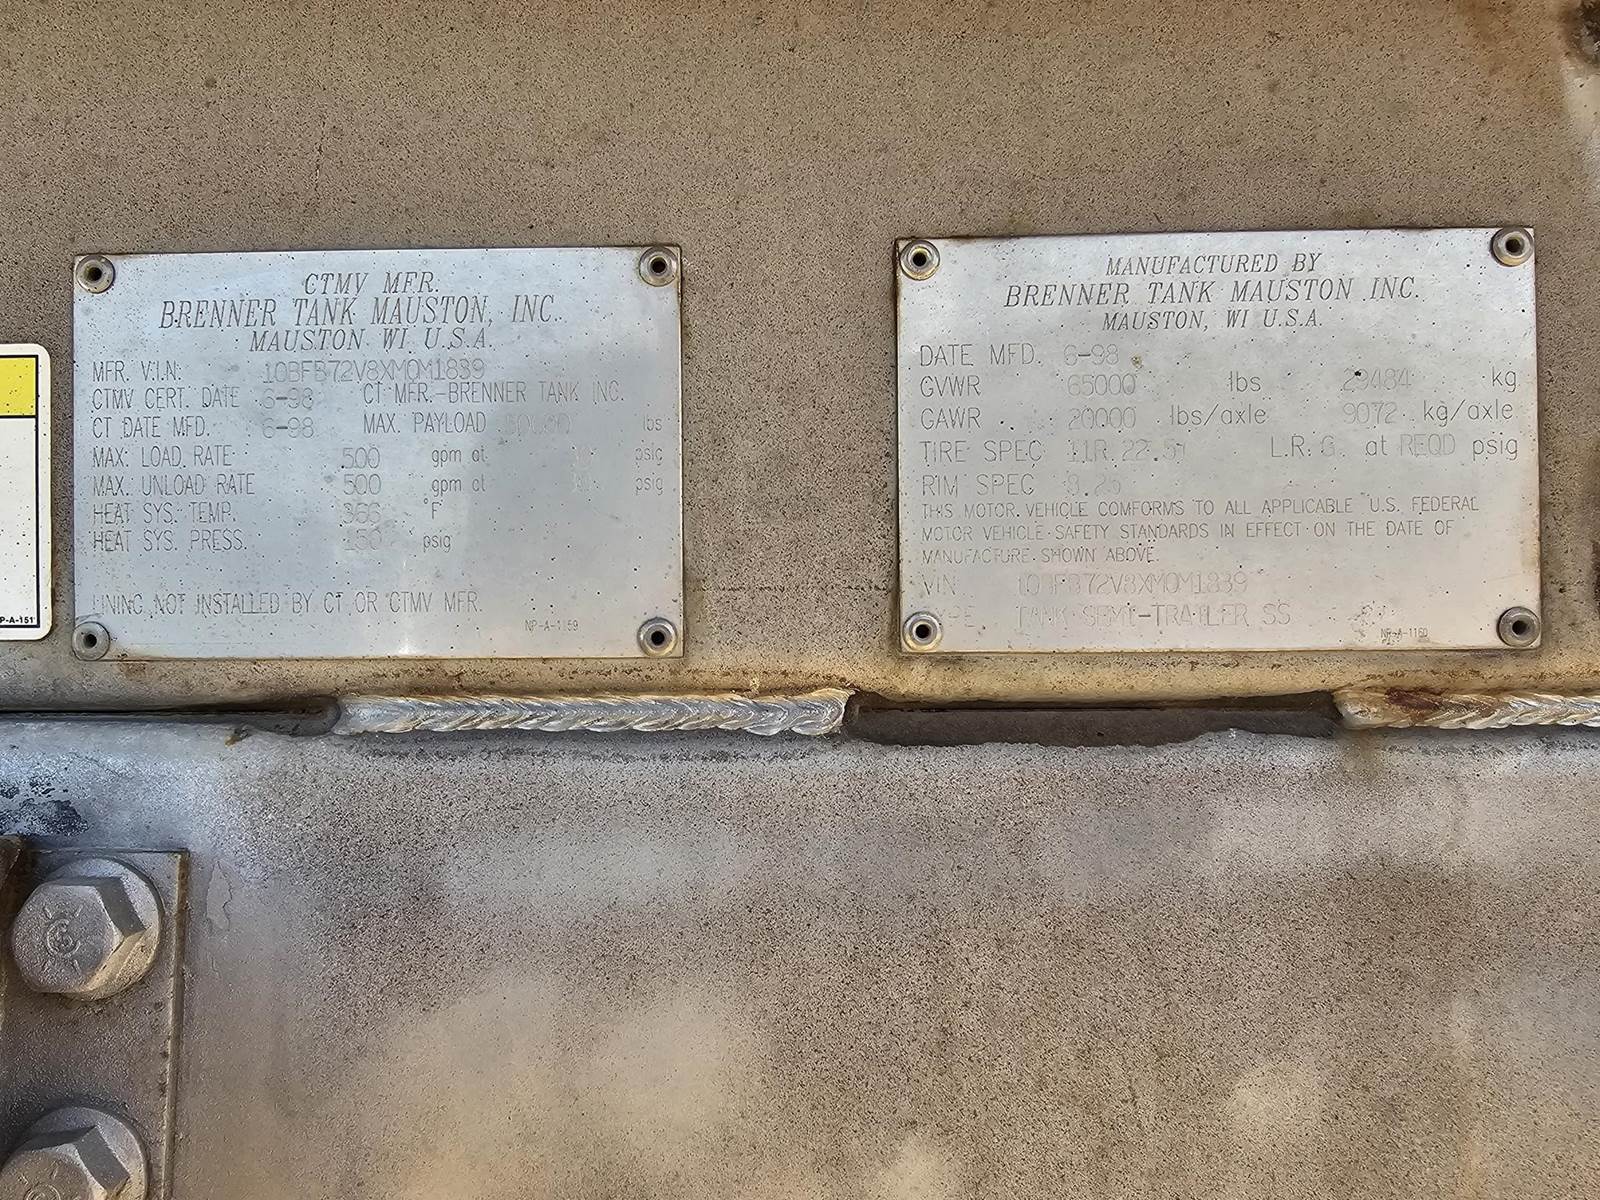 CTMV MFR.
BRENNER TANK MAUSTON, INC.
MAUSTON WI U.S.A.
MFR. V.I.N. 10BFB72V8XM0M1839
CTMV CERT. DATE 6-98 CT MFR.-BRENNER TANK INC.
CT DATE MFD. 6-98 MAX. PAYLOAD lbs
MAX. LOAD RATE 500 gpm at psig
MAX. UNLOAD RATE 500 gpm at psig
HEAT SYS. TEMP. 366 °F
HEAT SYS. PRESS. 150 psig
LINING NOT INSTALLED BY CT OR CTMV MFR.
NP-A-1159
MANUFACTURED BY
BRENNER TANK MAUSTON INC.
MAUSTON, WI U.S.A.
DATE MFD. 6-98
GVWR 65000 lbs 29484 kg
GAWR 20000 lbs/axle 9072 kg/axle
TIRE SPEC 11R L.R. G at REQD psig
RIM SPEC
THIS MOTOR VEHICLE COMFORMS TO ALL APPLICABLE U.S. FEDERAL
MOTOR VEHICLE SAFETY STANDARDS IN EFFECT ON THE DATE OF
MANUFACTURE SHOWN ABOVE.
VIN 10BFB72V8XM0M1839
TYPE TANK SEMI-TRAILER SS
NP-A-1160
P-A-151